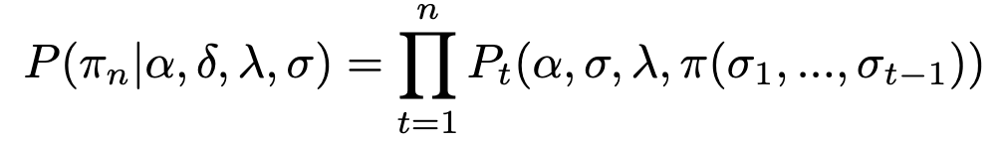 P(π_n|α, δ, λ, σ) = ∏_{t=1}^{n} P_t(α, σ, λ, π(σ_1, ..., σ_{t−1}))